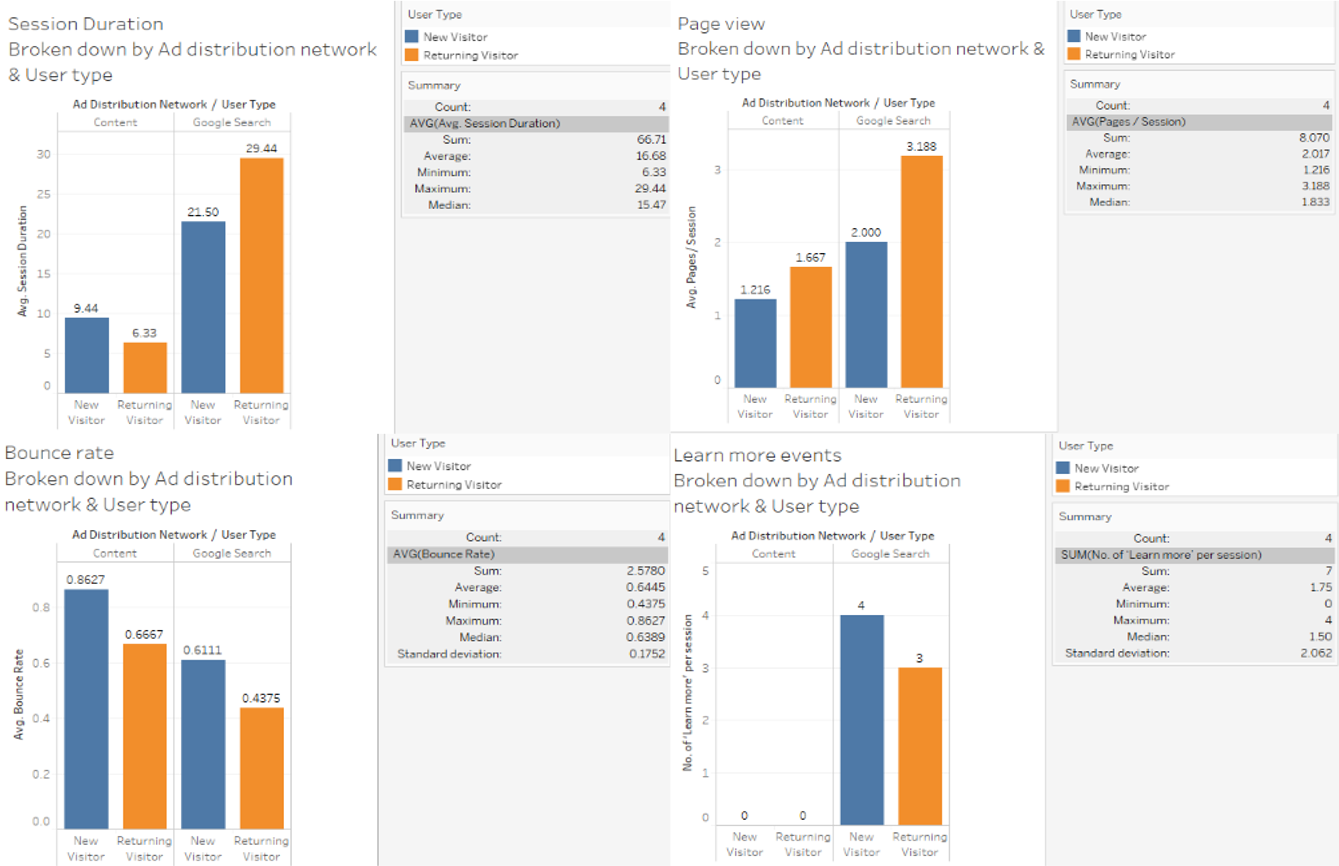 Session Duration
Broken down by Ad distribution network
& User type
Ad Distribution Network / User Type
Content Google Search
Avg. Session Duration
30
25
20
15
10
5
0
9.44
6.33
21.50
29.44
New Visitor
Returning Visitor
New Visitor
Returning Visitor
User Type
New Visitor
Returning Visitor
Summary
Count: 4
AVG(Avg. Session Duration)
Sum: 66.71
Average: 16.68
Minimum: 6.33
Maximum: 29.44
Median: 15.47
Page view
Broken down by Ad distribution network &
User type
Ad Distribution Network / User Type
Content Google Search
Avg. Pages / Session
3
2
1
0
1.216
1.667
2.000
3.188
New Visitor
Returning Visitor
New Visitor
Returning Visitor
User Type
New Visitor
Returning Visitor
Summary
Count: 4
AVG(Pages / Session)
Sum: 8.070
Average: 2.017
Minimum: 1.216
Maximum: 3.188
Median: 1.833
Bounce rate
Broken down by Ad distribution
network & User type
Ad Distribution Network / User Type
Content Google Search
Avg. Bounce Rate
0.8
0.6
0.4
0.2
0.0
0.8627
0.6667
0.6111
0.4375
New Visitor
Returning Visitor
New Visitor
Returning Visitor
User Type
New Visitor
Returning Visitor
Summary
Count: 4
AVG(Bounce Rate)
Sum: 2.5780
Average: 0.6445
Minimum: 0.4375
Maximum: 0.8627
Median: 0.6389
Standard deviation: 0.1752
Learn more events
Broken down by Ad distribution
network & User type
Ad Distribution Network / User Type
Content Google Search
No. of 'Learn more' per session
5
4
3
2
1
0
0
0
4
3
New Visitor
Returning Visitor
New Visitor
Returning Visitor
User Type
New Visitor
Returning Visitor
Summary
Count: 4
SUM(No. of 'Learn more' per session)
Sum: 7
Average: 1.75
Minimum: 0
Maximum: 4
Median: 1.50
Standard deviation: 2.062